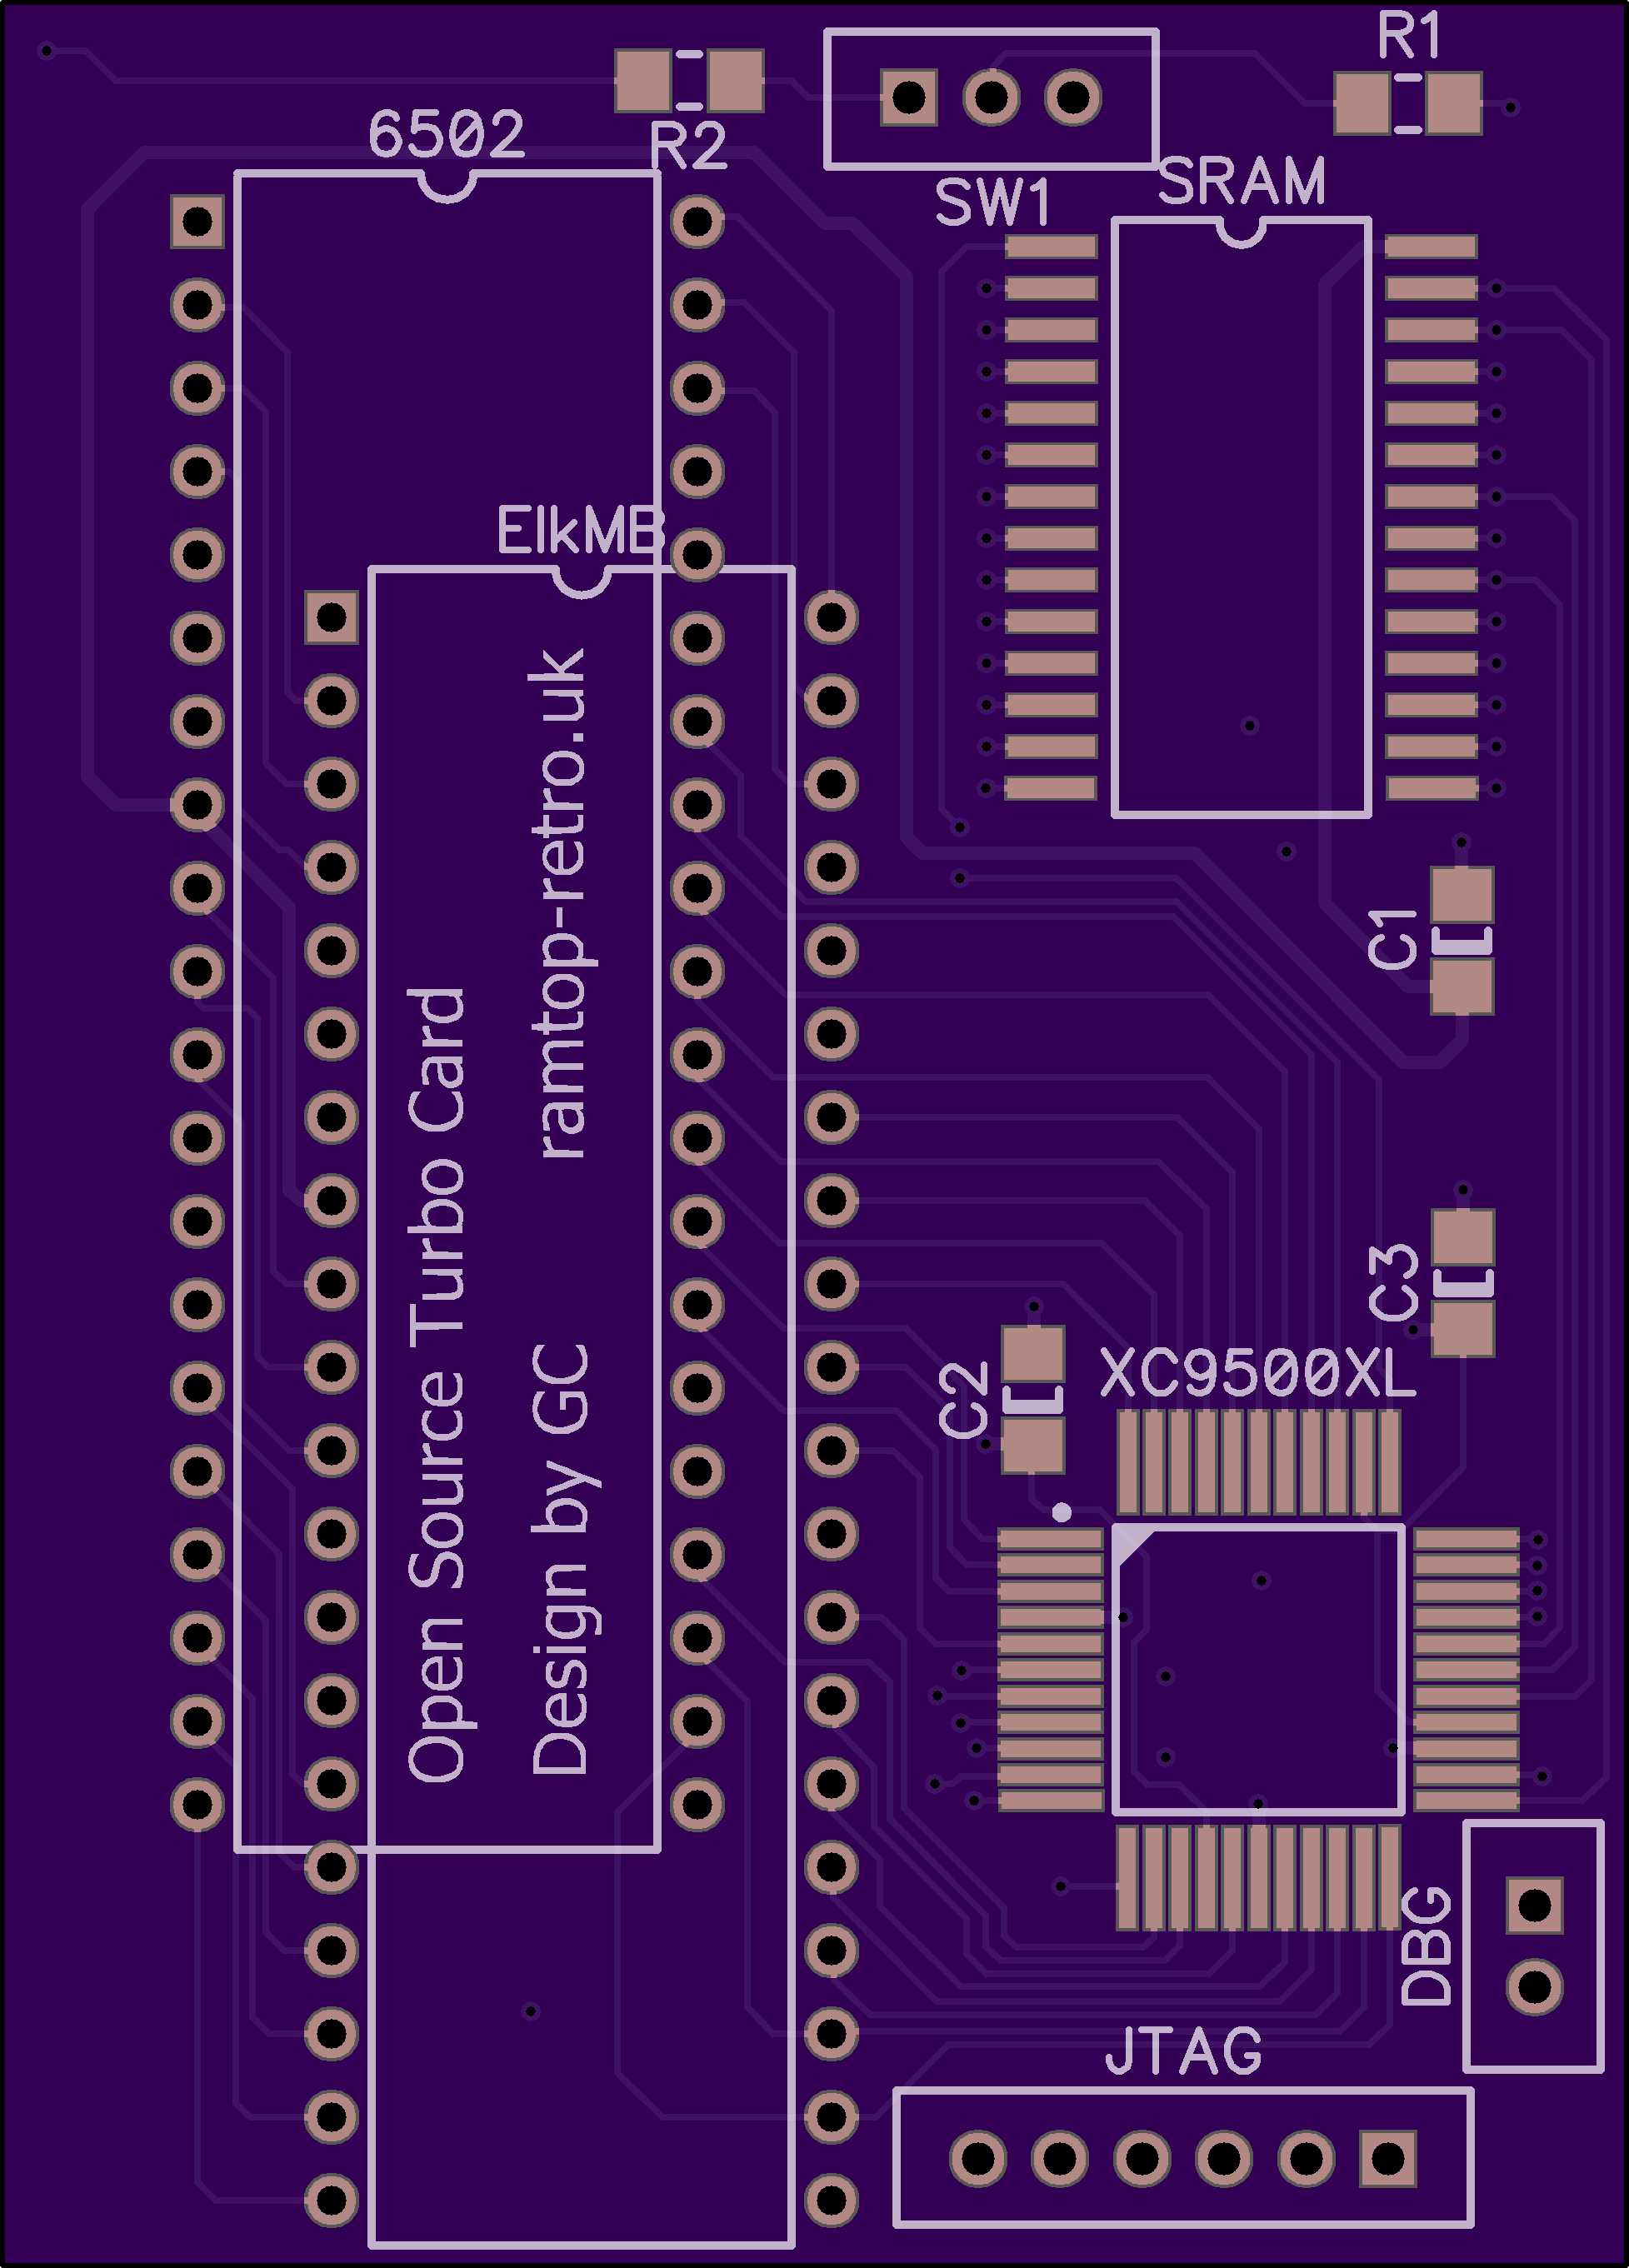 R1
6502
R2
SW1
SRAM
ElkMB
ramtop-retro.uk
Open Source Turbo Card
Design by GC
C1
C3
C2
XC9500XL
DBG
JTAG